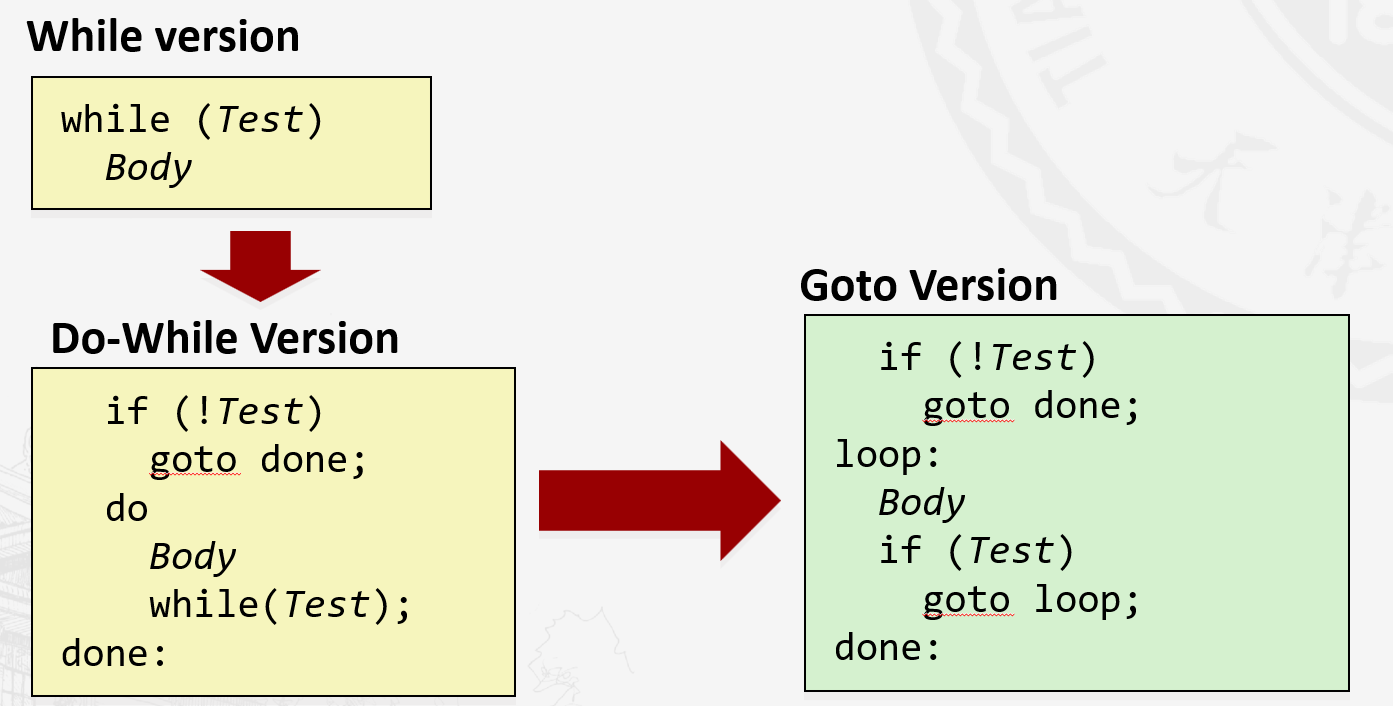 While version
while (Test)
Body
Do-While Version
if (!Test)
goto done;
do
Body
while(Test);
done:
Goto Version
if (!Test)
goto done;
loop:
Body
if (Test)
goto loop;
done: